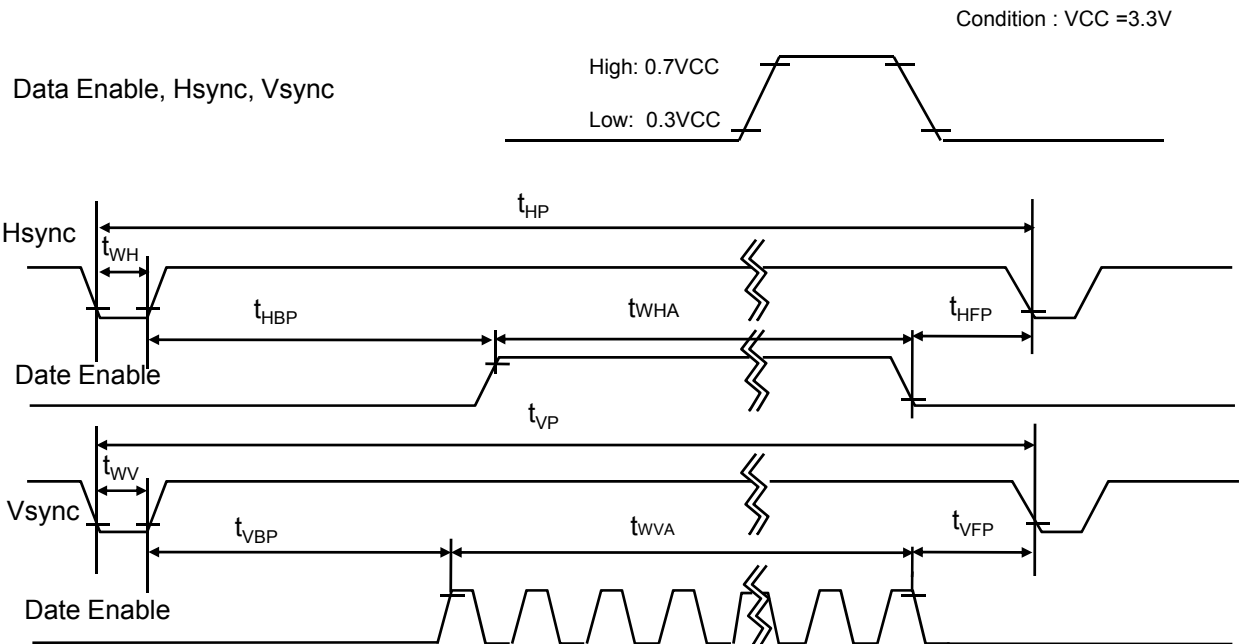 Condition : VCC =3.3V
High: 0.7VCC
Data Enable, Hsync, Vsync
Low: 0.3VCC
tHP
Hsync
tWH
tHBP
tWHA
tHFP
Date Enable
tVP
tWV
Vsync
tVBP
tWVA
tVFP
Date Enable